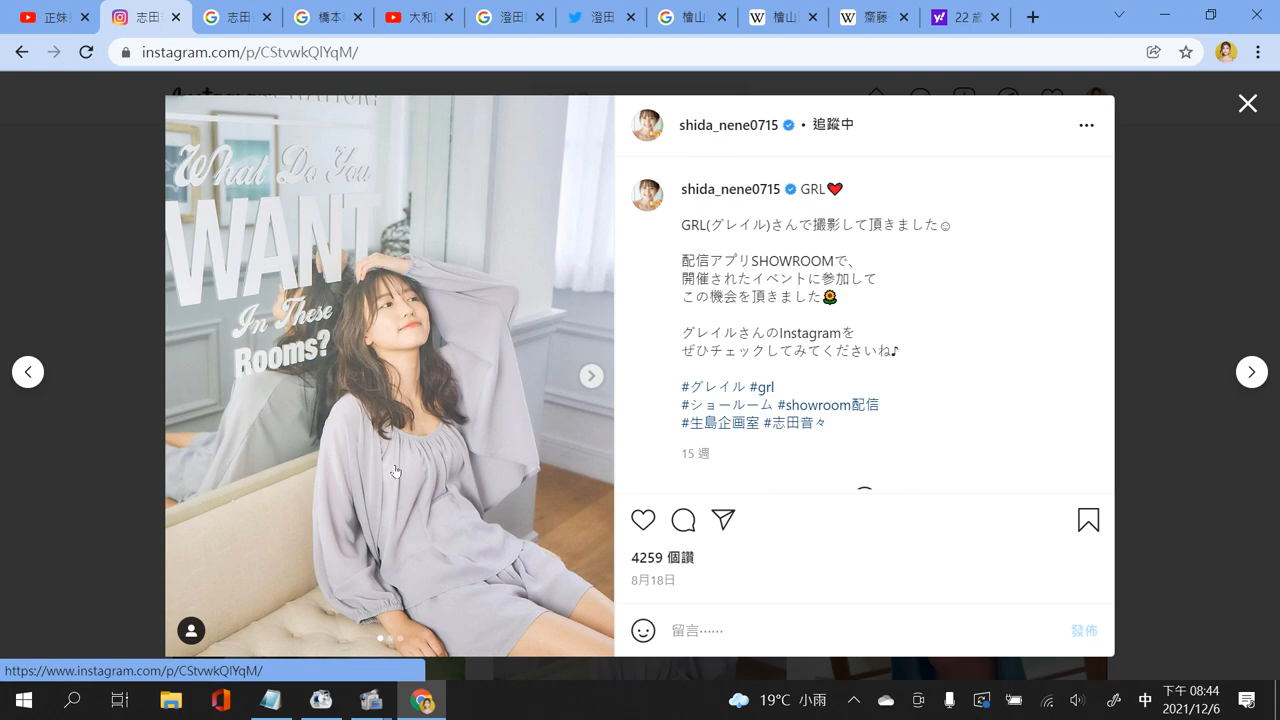 正妹
志田
志田
橋本
大和
澄田
澄田
檜山
檜山
齋藤
22 歲
instagram.com/p/CStvwkQlYqM/
What Do You
WANT
In These
Rooms?
shida_nene0715 • 追蹤中
shida_nene0715 GRL❤️
GRL(グレイル)さんで撮影して頂きました☺
配信アプリSHOWROOMで、
開催されたイベントに参加して
この機会を頂きました🌻
グレイルさんのInstagramを
ぜひチェックしてみてくださいね♪
#グレイル #grl
#ショールーム #showroom配信
#生島企画室 #志田音々
15 週
4259 個讚
8月18日
留言⋯⋯
發佈
https://www.instagram.com/p/CStvwkQlYqM/
19°C 小雨
中
下午 08:44
2021/12/6